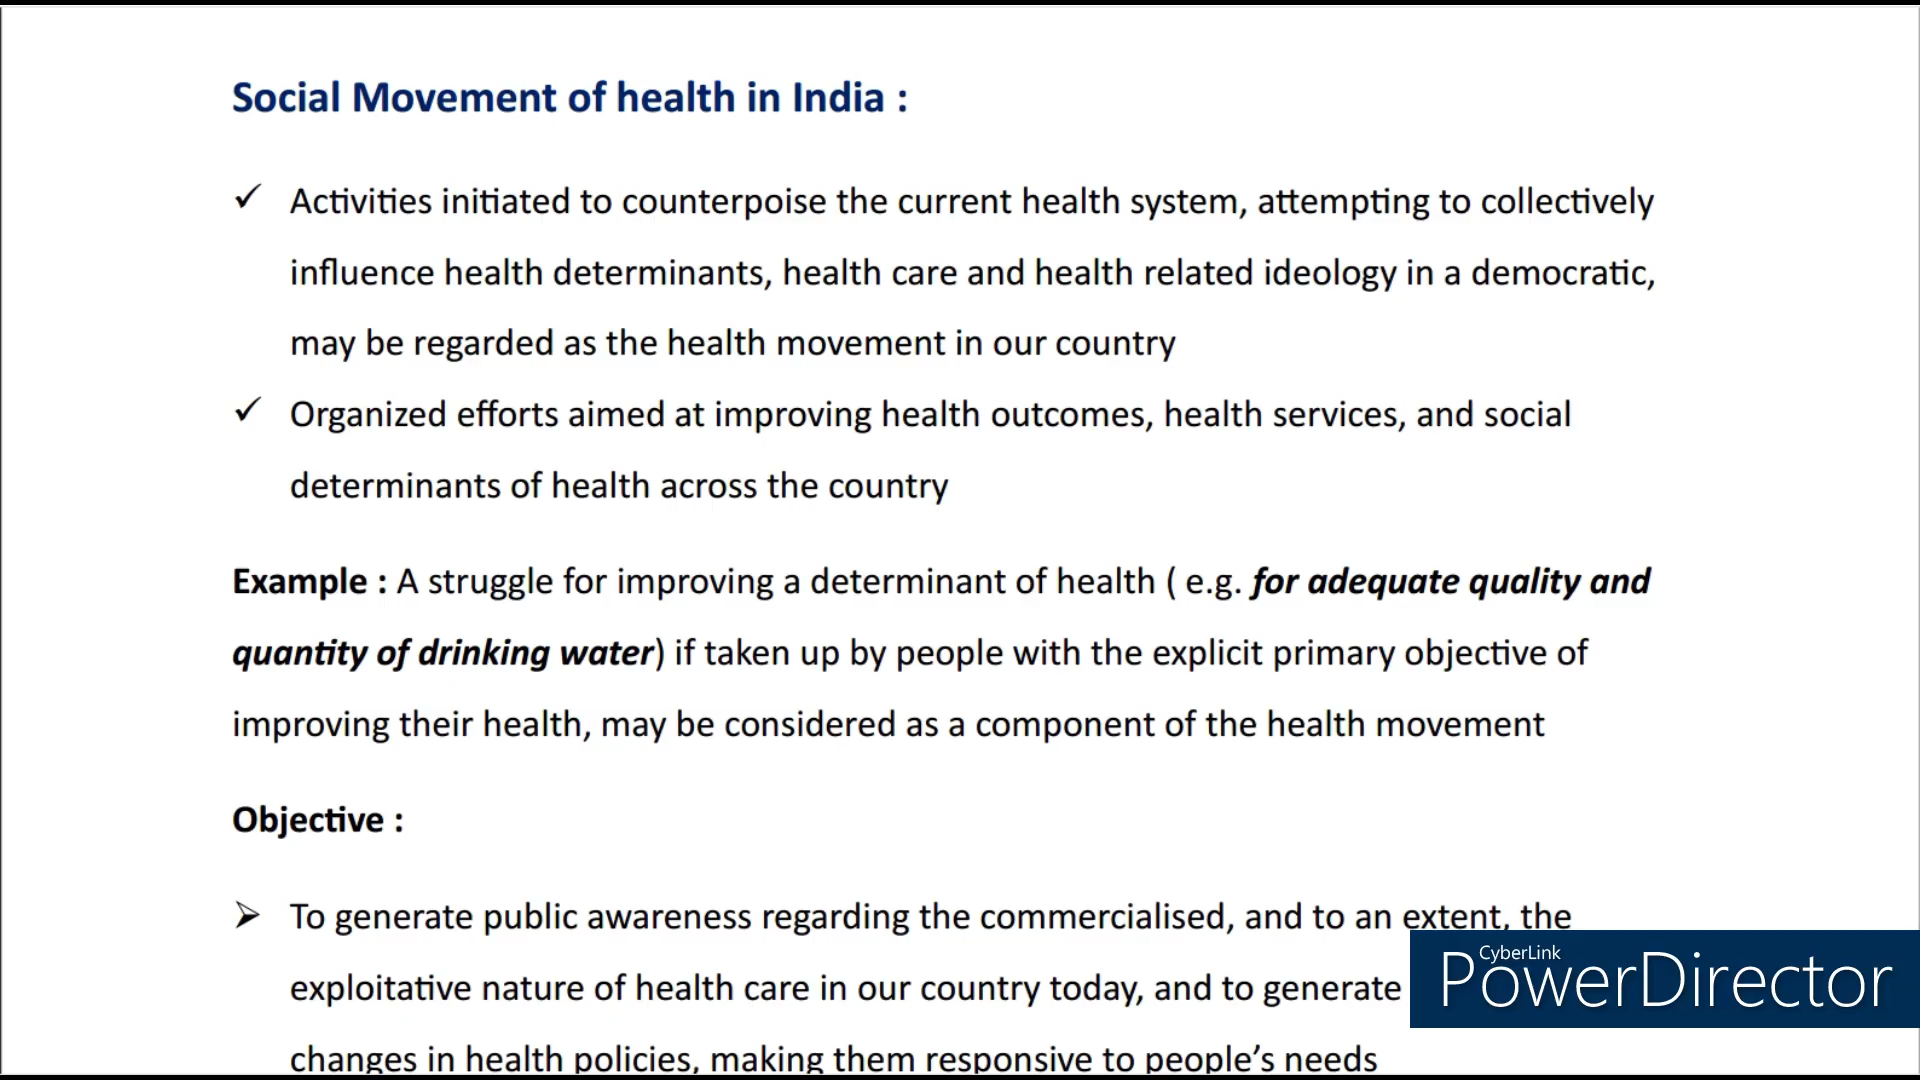 Social Movement of health in India :
✓ Activities initiated to counterpoise the current health system, attempting to collectively
influence health determinants, health care and health related ideology in a democratic,
may be regarded as the health movement in our country
✓ Organized efforts aimed at improving health outcomes, health services, and social
determinants of health across the country
Example : A struggle for improving a determinant of health ( e.g. for adequate quality and
quantity of drinking water) if taken up by people with the explicit primary objective of
improving their health, may be considered as a component of the health movement
Objective :
➢ To generate public awareness regarding the commercialised, and to an extent, the
exploitative nature of health care in our country today, and to generate
changes in health policies, making them responsive to people’s needs
CyberLink
PowerDirector